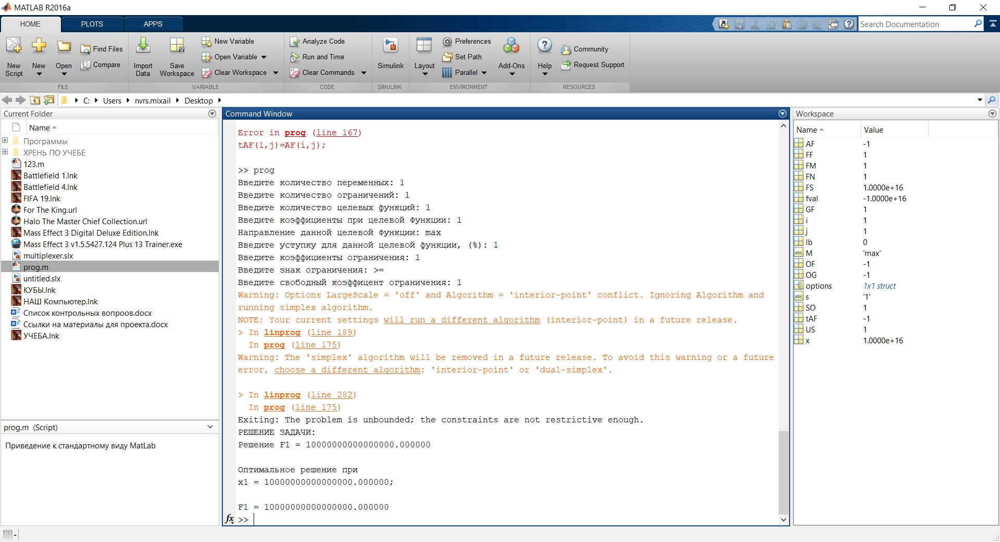 MATLAB R2016a
HOME
PLOTS
APPS
Search Documentation
New Script
New
Open
Find Files
Compare
FILE
Import Data
Save Workspace
New Variable
Open Variable
Clear Workspace
VARIABLE
Analyze Code
Run and Time
Clear Commands
CODE
Simulink
SIMULINK
Layout
Preferences
Set Path
Parallel
Add-Ons
ENVIRONMENT
Help
Community
Request Support
RESOURCES
C: Users nvrs.mixail Desktop
Current Folder
Name
Программы
ХРЕНЬ ПО УЧЕБЕ
123.m
Battlefield 1.lnk
Battlefield 4.lnk
FIFA 19.lnk
For The King.url
Halo The Master Chief Collection.url
Mass Effect 3 Digital Deluxe Edition.lnk
Mass Effect 3 v1.5.5427.124 Plus 13 Trainer.exe
multiplexer.slx
prog.m
untitled.slx
КУБЫ.lnk
НАШ Компьютер.lnk
Список контрольных вопроов.docx
Ссылки на материалы для проекта.docx
УЧЕБА.lnk
prog.m (Script)
Приведение к стандартному виду MatLab
Command Window
Error in prog (line 167)
tAF(1,j)=AF(i,j);
>> prog
Введите количество переменных: 1
Введите количество ограничений: 1
Введите количество целевых функций: 1
Введите коэффициенты при целевой Функции: 1
Направление данной целевой Функции: max
Введите уступку для данной целевой функции, (%): 1
Введите коэффициенты ограничения: 1
Введите знак ограничения: >=
Введите свободный коэффицент ограничения: 1
Warning: Options LargeScale = 'off' and Algorithm = 'interior-point' conflict. Ignoring Algorithm and
running simplex algorithm.
NOTE: Your current settings will run a different algorithm (interior-point) in a future release.
> In linprog (line 189)
In prog (line 175)
Warning: The 'simplex' algorithm will be removed in a future release. To avoid this warning or a future
error, choose a different algorithm: 'interior-point' or 'dual-simplex'.
> In linprog (line 282)
In prog (line 175)
Exiting: The problem is unbounded; the constraints are not restrictive enough.
РЕШЕНИЕ ЗАДАЧИ:
Решение F1 = 10000000000000000.000000
Оптимальное решение при
x1 = 10000000000000000.000000;
F1 = 10000000000000000.000000
fx >>
Workspace
Name Value
AF -1
FF 1
FM 1
FN 1
FS 1.0000e+16
fval -1.0000e+16
GF 1
i 1
j 1
lb 0
abc M 'max'
OF -1
OG -1
options 1x1 struct
abc s '1'
SO 1
tAF -1
US 1
x 1.0000e+16